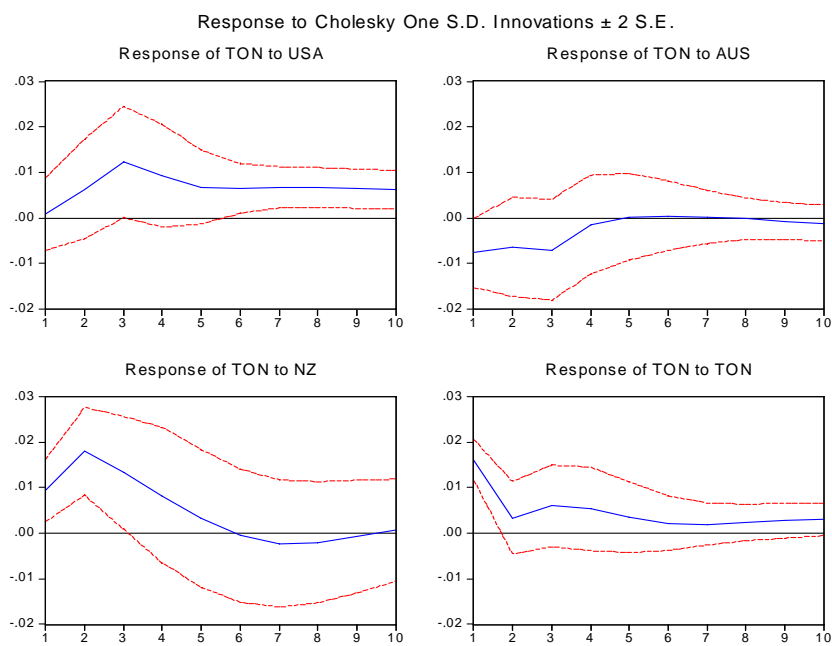 Response to Cholesky One S.D. Innovations ± 2 S.E.
Response of TON to USA
.03
.02
.01
.00
-.01
-.02
1 2 3 4 5 6 7 8 9 10
Response of TON to AUS
.03
.02
.01
.00
-.01
-.02
1 2 3 4 5 6 7 8 9 10
Response of TON to NZ
.03
.02
.01
.00
-.01
-.02
1 2 3 4 5 6 7 8 9 10
Response of TON to TON
.03
.02
.01
.00
-.01
-.02
1 2 3 4 5 6 7 8 9 10